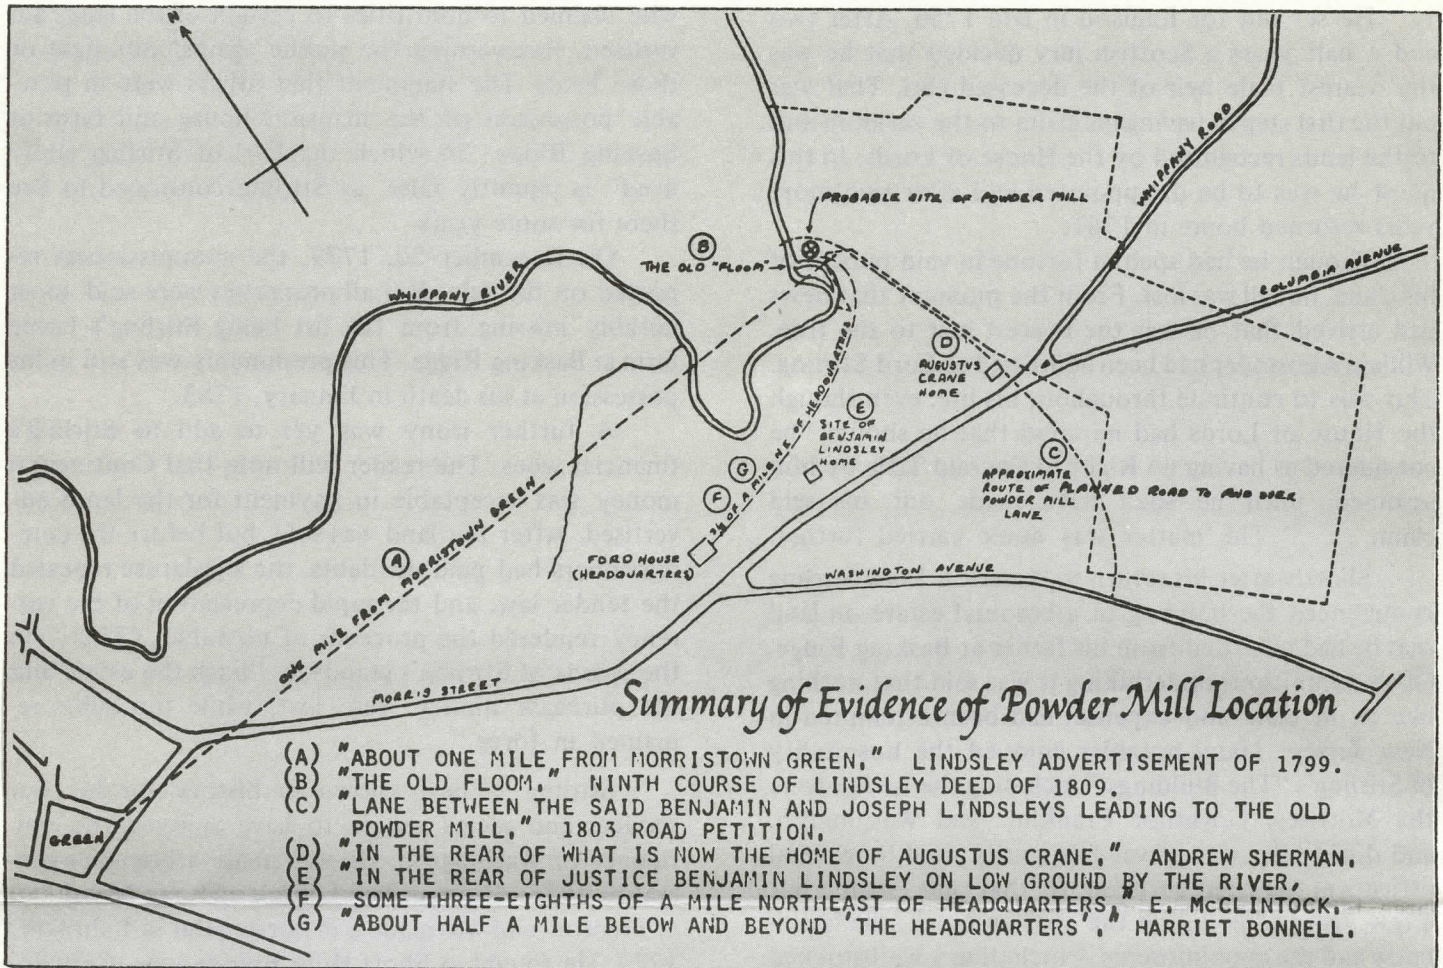 N
WHIPPANY ROAD
PROBABLE SITE OF POWDER MILL
B
THE OLD "FLOOM"
WHIPPANY RIVER
COLUMBIA AVENUE
D
AUGUSTUS
CRANE
HOME
E
SITE OF
BENJAMIN
LINDSLEY
HOME
C
APPROXIMATE
ROUTE OF PLANNED ROAD TO AND OVER
POWDER MILL
LANE
G
F
3/8 OF A MILE NE. HEADQUARTERS
FORD HOUSE
(HEADQUARTERS)
A
ONE MILE FROM MORRISTOWN GREEN
WASHINGTON AVENUE
MORRIS STREET
GREEN
Summary of Evidence of Powder Mill Location
(A) "ABOUT ONE MILE FROM MORRISTOWN GREEN." LINDSLEY ADVERTISEMENT OF 1799.
(B) "THE OLD FLOOM." NINTH COURSE OF LINDSLEY DEED OF 1809.
(C) "LANE BETWEEN THE SAID BENJAMIN AND JOSEPH LINDSLEYS LEADING TO THE OLD
POWDER MILL." 1803 ROAD PETITION.
(D) "IN THE REAR OF WHAT IS NOW THE HOME OF AUGUSTUS CRANE." ANDREW SHERMAN.
(E) "IN THE REAR OF JUSTICE BENJAMIN LINDSLEY ON LOW GROUND BY THE RIVER,
(F) SOME THREE-EIGHTHS OF A MILE NORTHEAST OF HEADQUARTERS." E. McCLINTOCK.
(G) "ABOUT HALF A MILE BELOW AND BEYOND 'THE HEADQUARTERS'." HARRIET BONNELL.